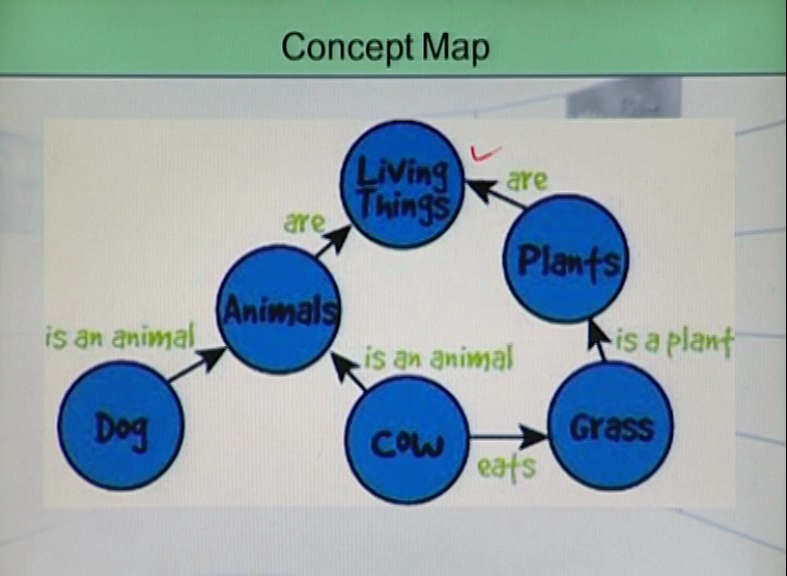 Concept Map
Living
Things
are
are
Plants
Animals
is an animal
is an animal
is a plant
Dog
Cow
Grass
eats